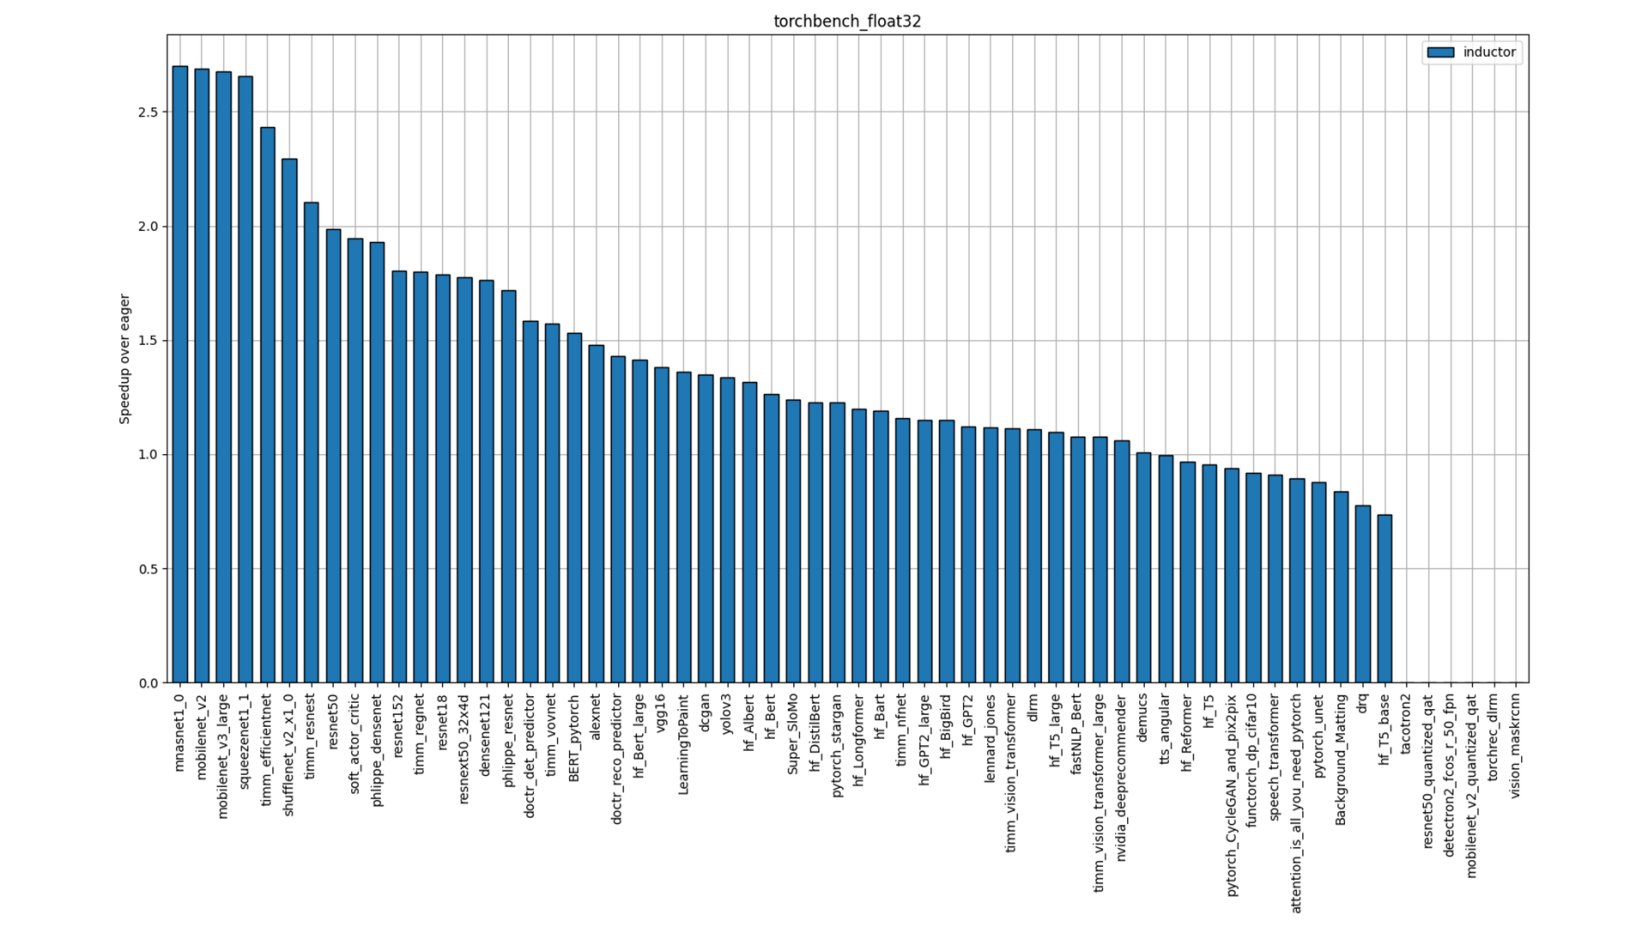 torchbench_float32
inductor
Speedup over eager
2.5
2.0
1.5
1.0
0.5
0.0
mnasnet1_0
mobilenet_v2
mobilenet_v3_large
squeezenet1_1
timm_efficientnet
shufflenet_v2_x1_0
timm_resnest
resnet50
soft_actor_critic
phlippe_densenet
resnet152
timm_regnet
resnet18
resnext50_32x4d
densenet121
phlippe_resnet
doctr_det_predictor
timm_vovnet
BERT_pytorch
alexnet
doctr_reco_predictor
hf_Bert_large
vgg16
LearningToPaint
dcgan
yolov3
hf_Albert
hf_Bert
Super_SloMo
hf_DistilBert
pytorch_stargan
hf_Longformer
hf_Bart
timm_nfnet
hf_GPT2_large
hf_BigBird
hf_GPT2
lennard_jones
timm_vision_transformer
dlrm
hf_T5_large
fastNLP_Bert
timm_vision_transformer_large
nvidia_deeprecommender
demucs
tts_angular
hf_Reformer
hf_T5
pytorch_CycleGAN_and_pix2pix
functorch_dp_cifar10
speech_transformer
attention_is_all_you_need_pytorch
pytorch_unet
Background_Matting
drq
hf_T5_base
tacotron2
resnet50_quantized_qat
detectron2_fcos_r_50_fpn
mobilenet_v2_quantized_qat
torchrec_dlrm
vision_maskrcnn